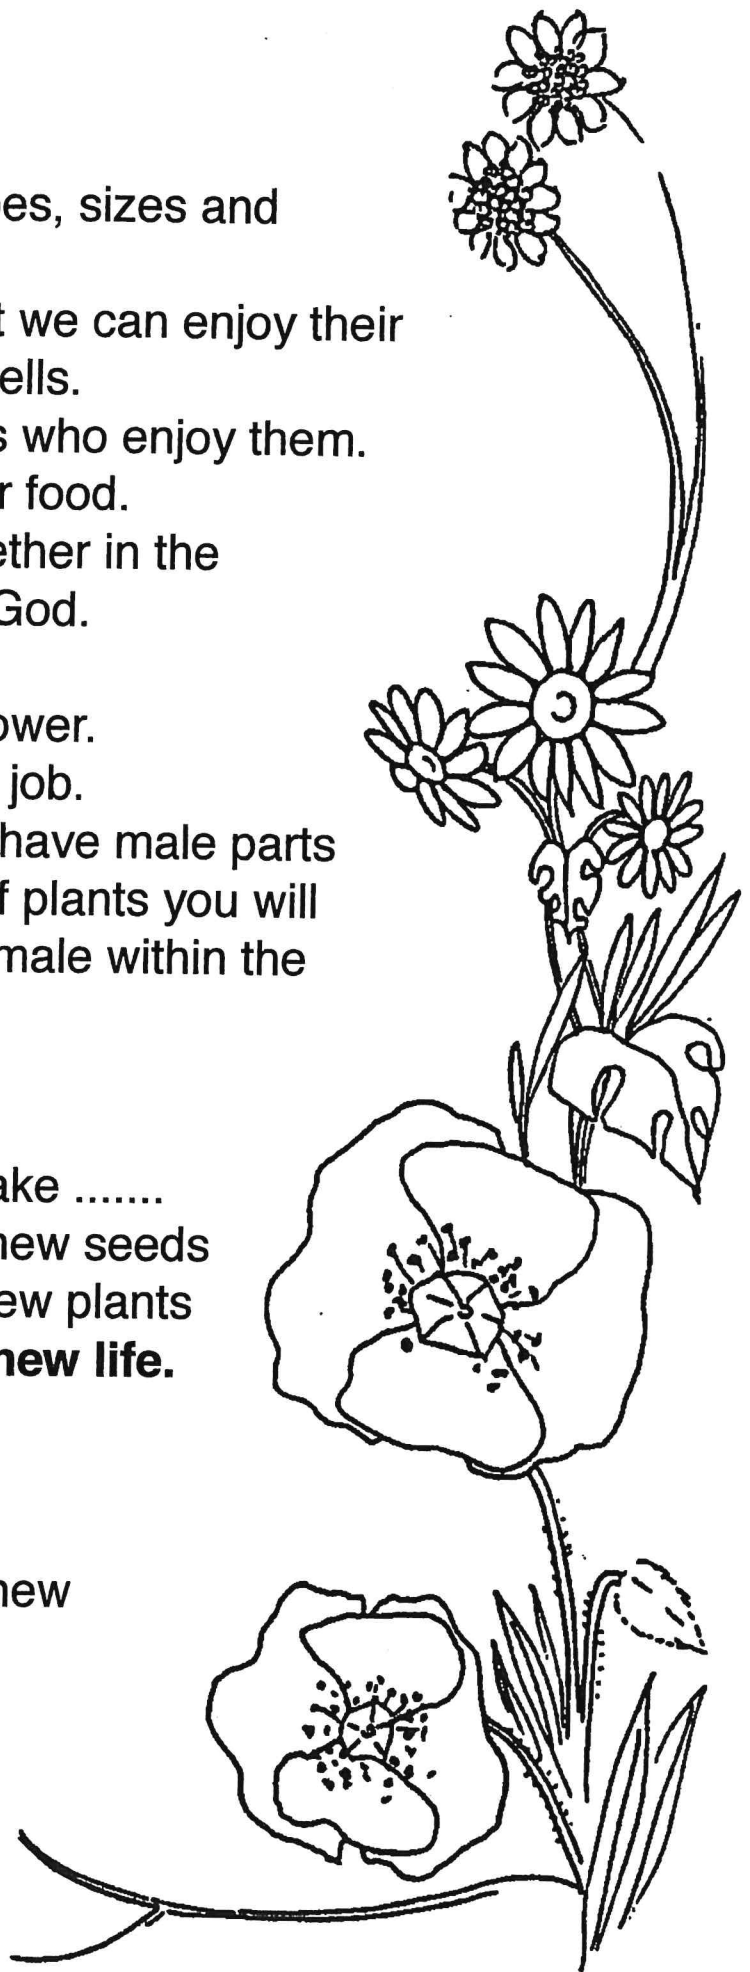 es, sizes and
t we can enjoy their
ells.
s who enjoy them.
r food.
ether in the
God.
ower.
job.
have male parts
f plants you will
male within the
ake .......
new seeds
ew plants
new life.
new